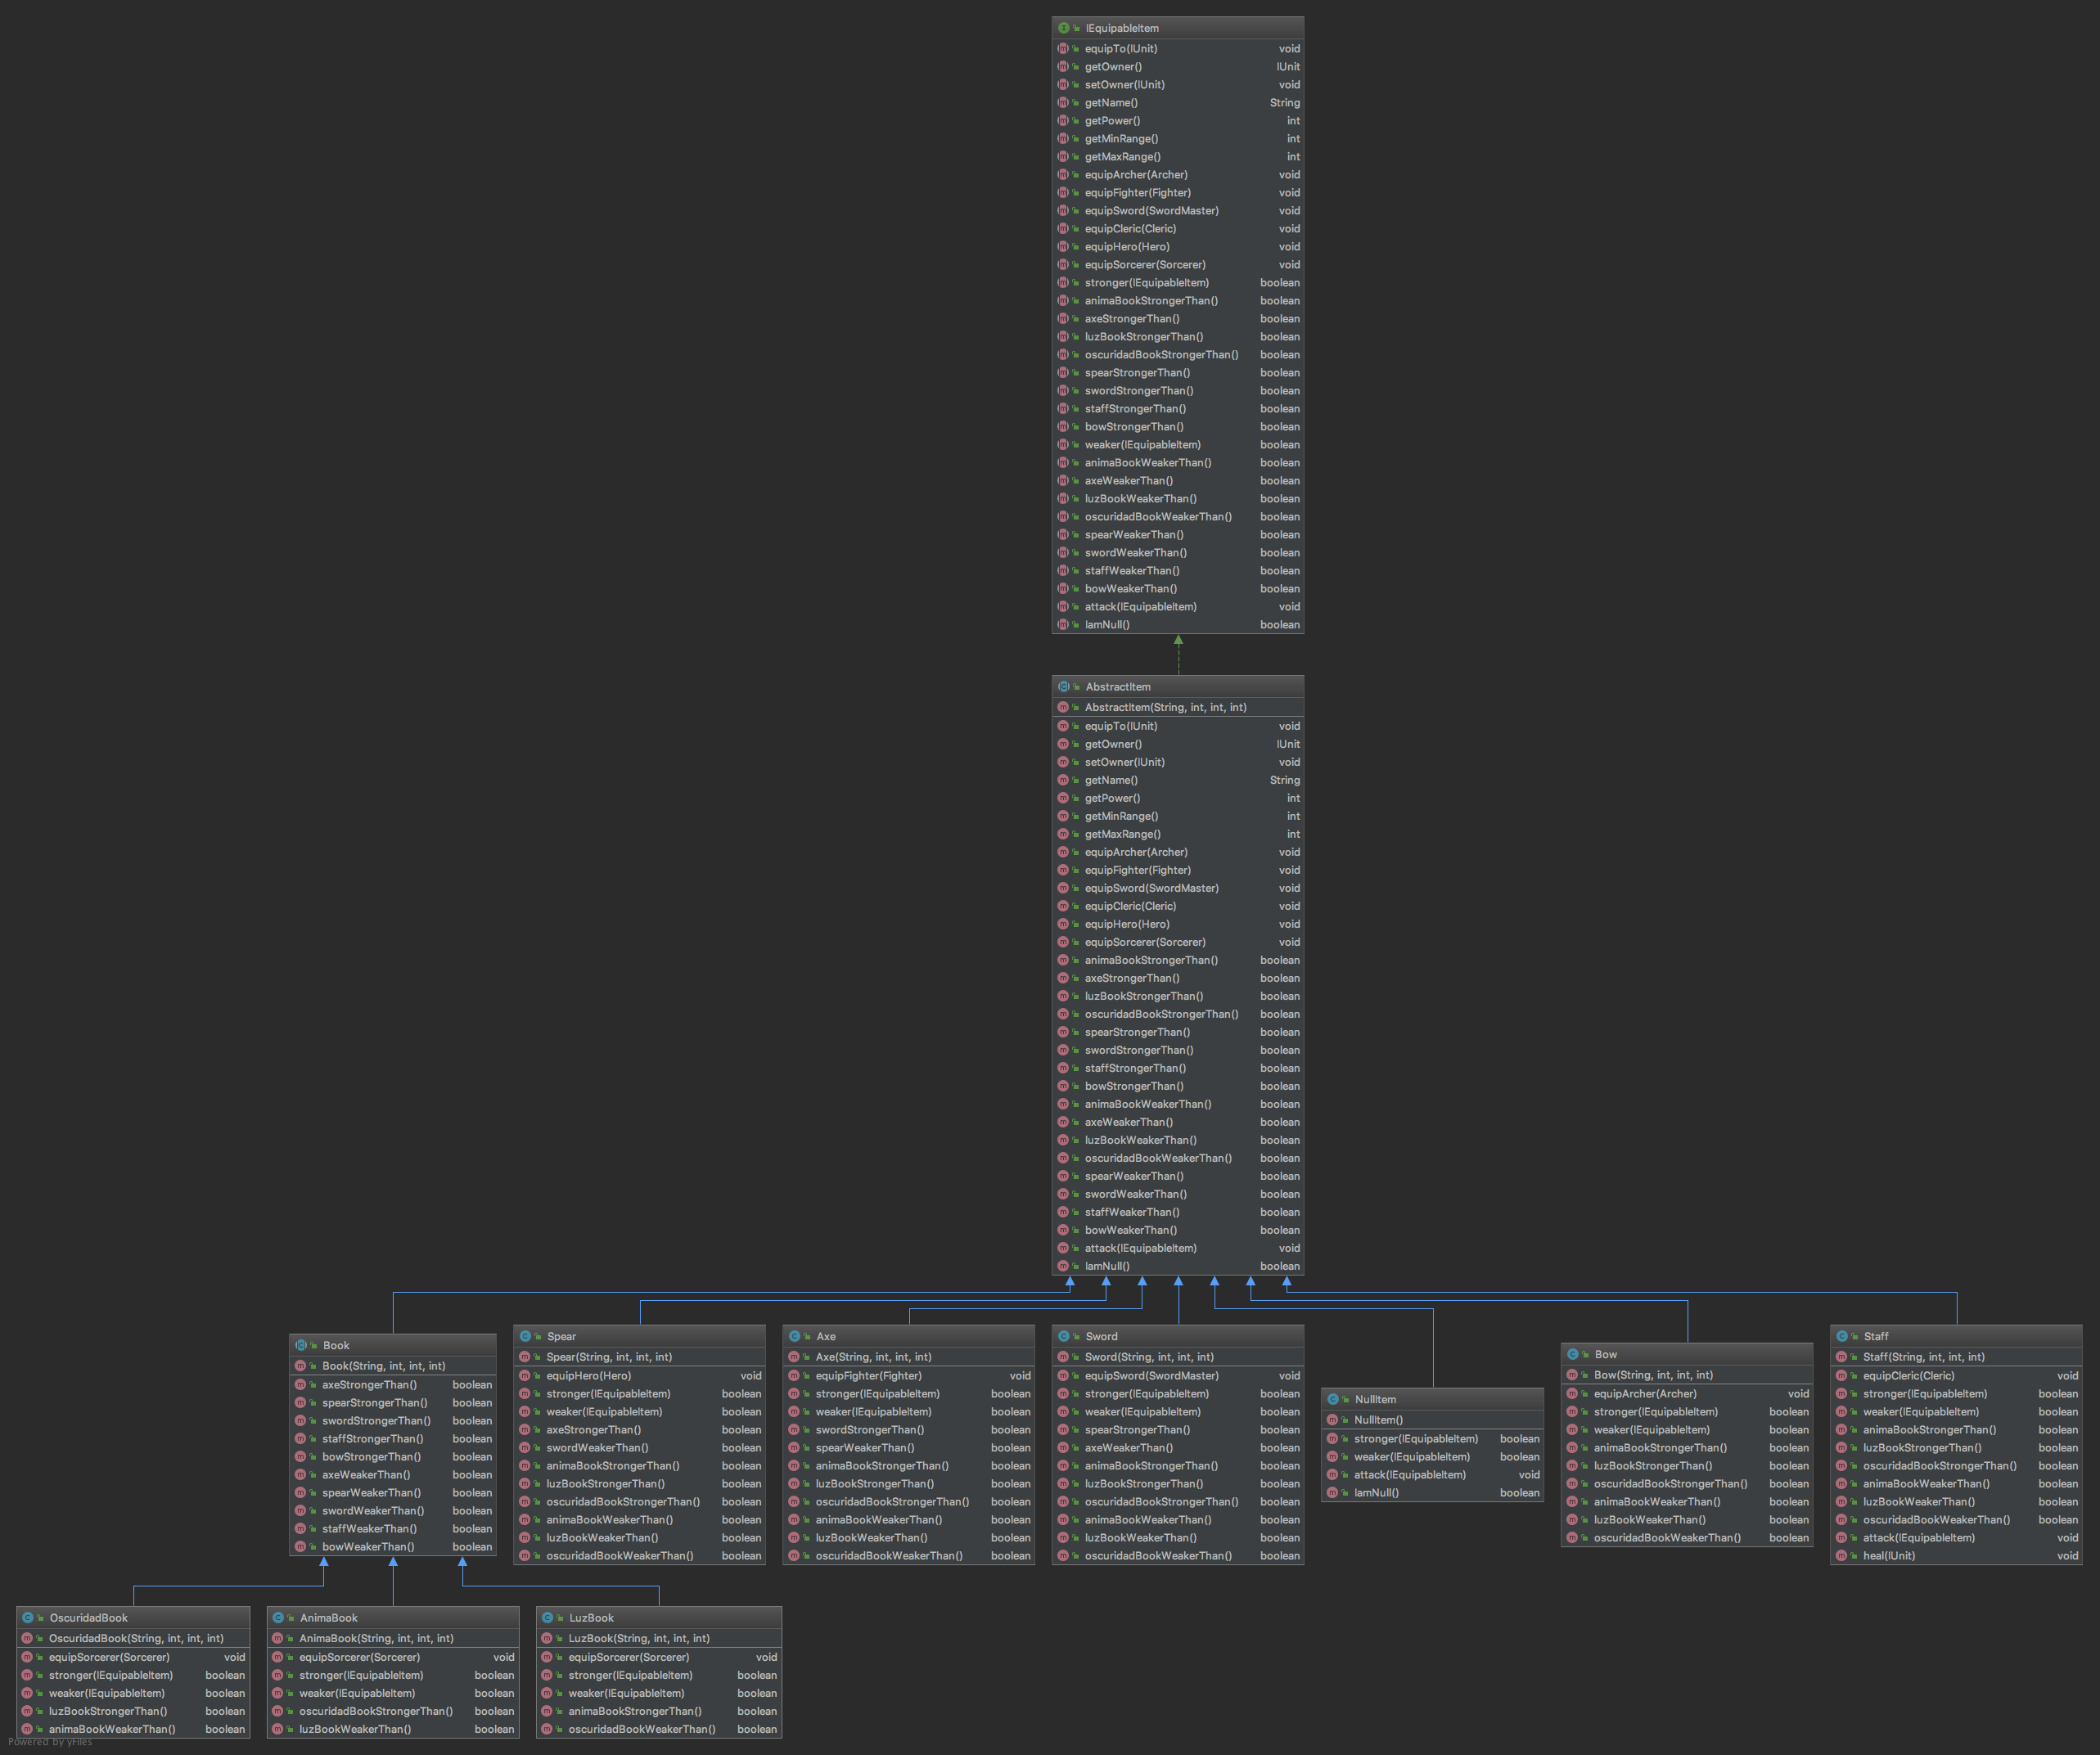 IEquipableItem
equipTo(IUnit) void
getOwner() IUnit
setOwner(IUnit) void
getName() String
getPower() int
getMinRange() int
getMaxRange() int
equipArcher(Archer) void
equipFighter(Fighter) void
equipSword(SwordMaster) void
equipCleric(Cleric) void
equipHero(Hero) void
equipSorcerer(Sorcerer) void
stronger(IEquipableItem) boolean
animaBookStrongerThan() boolean
axeStrongerThan() boolean
luzBookStrongerThan() boolean
oscuridadBookStrongerThan() boolean
spearStrongerThan() boolean
swordStrongerThan() boolean
staffStrongerThan() boolean
bowStrongerThan() boolean
weaker(IEquipableItem) boolean
animaBookWeakerThan() boolean
axeWeakerThan() boolean
luzBookWeakerThan() boolean
oscuridadBookWeakerThan() boolean
spearWeakerThan() boolean
swordWeakerThan() boolean
staffWeakerThan() boolean
bowWeakerThan() boolean
attack(IEquipableItem) void
IamNull() boolean
AbstractItem
AbstractItem(String, int, int, int)
equipTo(IUnit) void
getOwner() IUnit
setOwner(IUnit) void
getName() String
getPower() int
getMinRange() int
getMaxRange() int
equipArcher(Archer) void
equipFighter(Fighter) void
equipSword(SwordMaster) void
equipCleric(Cleric) void
equipHero(Hero) void
equipSorcerer(Sorcerer) void
animaBookStrongerThan() boolean
axeStrongerThan() boolean
luzBookStrongerThan() boolean
oscuridadBookStrongerThan() boolean
spearStrongerThan() boolean
swordStrongerThan() boolean
staffStrongerThan() boolean
bowStrongerThan() boolean
animaBookWeakerThan() boolean
axeWeakerThan() boolean
luzBookWeakerThan() boolean
oscuridadBookWeakerThan() boolean
spearWeakerThan() boolean
swordWeakerThan() boolean
staffWeakerThan() boolean
bowWeakerThan() boolean
attack(IEquipableItem) void
IamNull() boolean
Book
Book(String, int, int, int)
axeStrongerThan() boolean
spearStrongerThan() boolean
swordStrongerThan() boolean
staffStrongerThan() boolean
bowStrongerThan() boolean
axeWeakerThan() boolean
spearWeakerThan() boolean
swordWeakerThan() boolean
staffWeakerThan() boolean
bowWeakerThan() boolean
Spear
Spear(String, int, int, int)
equipHero(Hero) void
stronger(IEquipableItem) boolean
weaker(IEquipableItem) boolean
axeStrongerThan() boolean
swordWeakerThan() boolean
animaBookStrongerThan() boolean
luzBookStrongerThan() boolean
oscuridadBookStrongerThan() boolean
animaBookWeakerThan() boolean
luzBookWeakerThan() boolean
oscuridadBookWeakerThan() boolean
Axe
Axe(String, int, int, int)
equipFighter(Fighter) void
stronger(IEquipableItem) boolean
weaker(IEquipableItem) boolean
swordStrongerThan() boolean
spearWeakerThan() boolean
animaBookStrongerThan() boolean
luzBookStrongerThan() boolean
oscuridadBookStrongerThan() boolean
animaBookWeakerThan() boolean
luzBookWeakerThan() boolean
oscuridadBookWeakerThan() boolean
Sword
Sword(String, int, int, int)
equipSword(SwordMaster) void
stronger(IEquipableItem) boolean
weaker(IEquipableItem) boolean
spearStrongerThan() boolean
axeWeakerThan() boolean
animaBookStrongerThan() boolean
luzBookStrongerThan() boolean
oscuridadBookStrongerThan() boolean
animaBookWeakerThan() boolean
luzBookWeakerThan() boolean
oscuridadBookWeakerThan() boolean
NullItem
NullItem()
stronger(IEquipableItem) boolean
weaker(IEquipableItem) boolean
attack(IEquipableItem) void
IamNull() boolean
Bow
Bow(String, int, int, int)
equipArcher(Archer) void
stronger(IEquipableItem) boolean
weaker(IEquipableItem) boolean
animaBookStrongerThan() boolean
luzBookStrongerThan() boolean
oscuridadBookStrongerThan() boolean
animaBookWeakerThan() boolean
luzBookWeakerThan() boolean
oscuridadBookWeakerThan() boolean
Staff
Staff(String, int, int, int)
equipCleric(Cleric) void
stronger(IEquipableItem) boolean
weaker(IEquipableItem) boolean
animaBookStrongerThan() boolean
luzBookStrongerThan() boolean
oscuridadBookStrongerThan() boolean
animaBookWeakerThan() boolean
luzBookWeakerThan() boolean
oscuridadBookWeakerThan() boolean
attack(IEquipableItem) void
heal(IUnit) void
OscuridadBook
OscuridadBook(String, int, int, int)
equipSorcerer(Sorcerer) void
stronger(IEquipableItem) boolean
weaker(IEquipableItem) boolean
luzBookStrongerThan() boolean
animaBookWeakerThan() boolean
AnimaBook
AnimaBook(String, int, int, int)
equipSorcerer(Sorcerer) void
stronger(IEquipableItem) boolean
weaker(IEquipableItem) boolean
oscuridadBookStrongerThan() boolean
luzBookWeakerThan() boolean
LuzBook
LuzBook(String, int, int, int)
equipSorcerer(Sorcerer) void
stronger(IEquipableItem) boolean
weaker(IEquipableItem) boolean
animaBookStrongerThan() boolean
oscuridadBookWeakerThan() boolean
Powered by yFiles